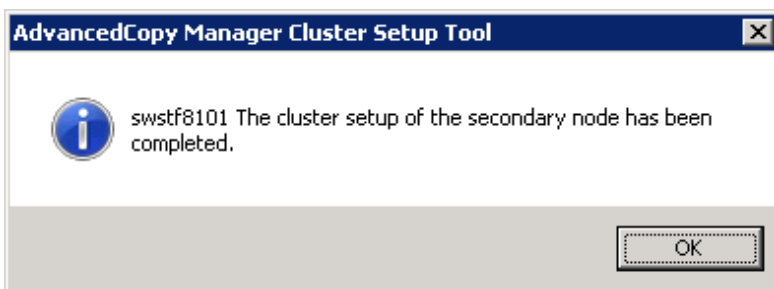 AdvancedCopy Manager Cluster Setup Tool
swstf8101 The cluster setup of the secondary node has been
completed.
OK